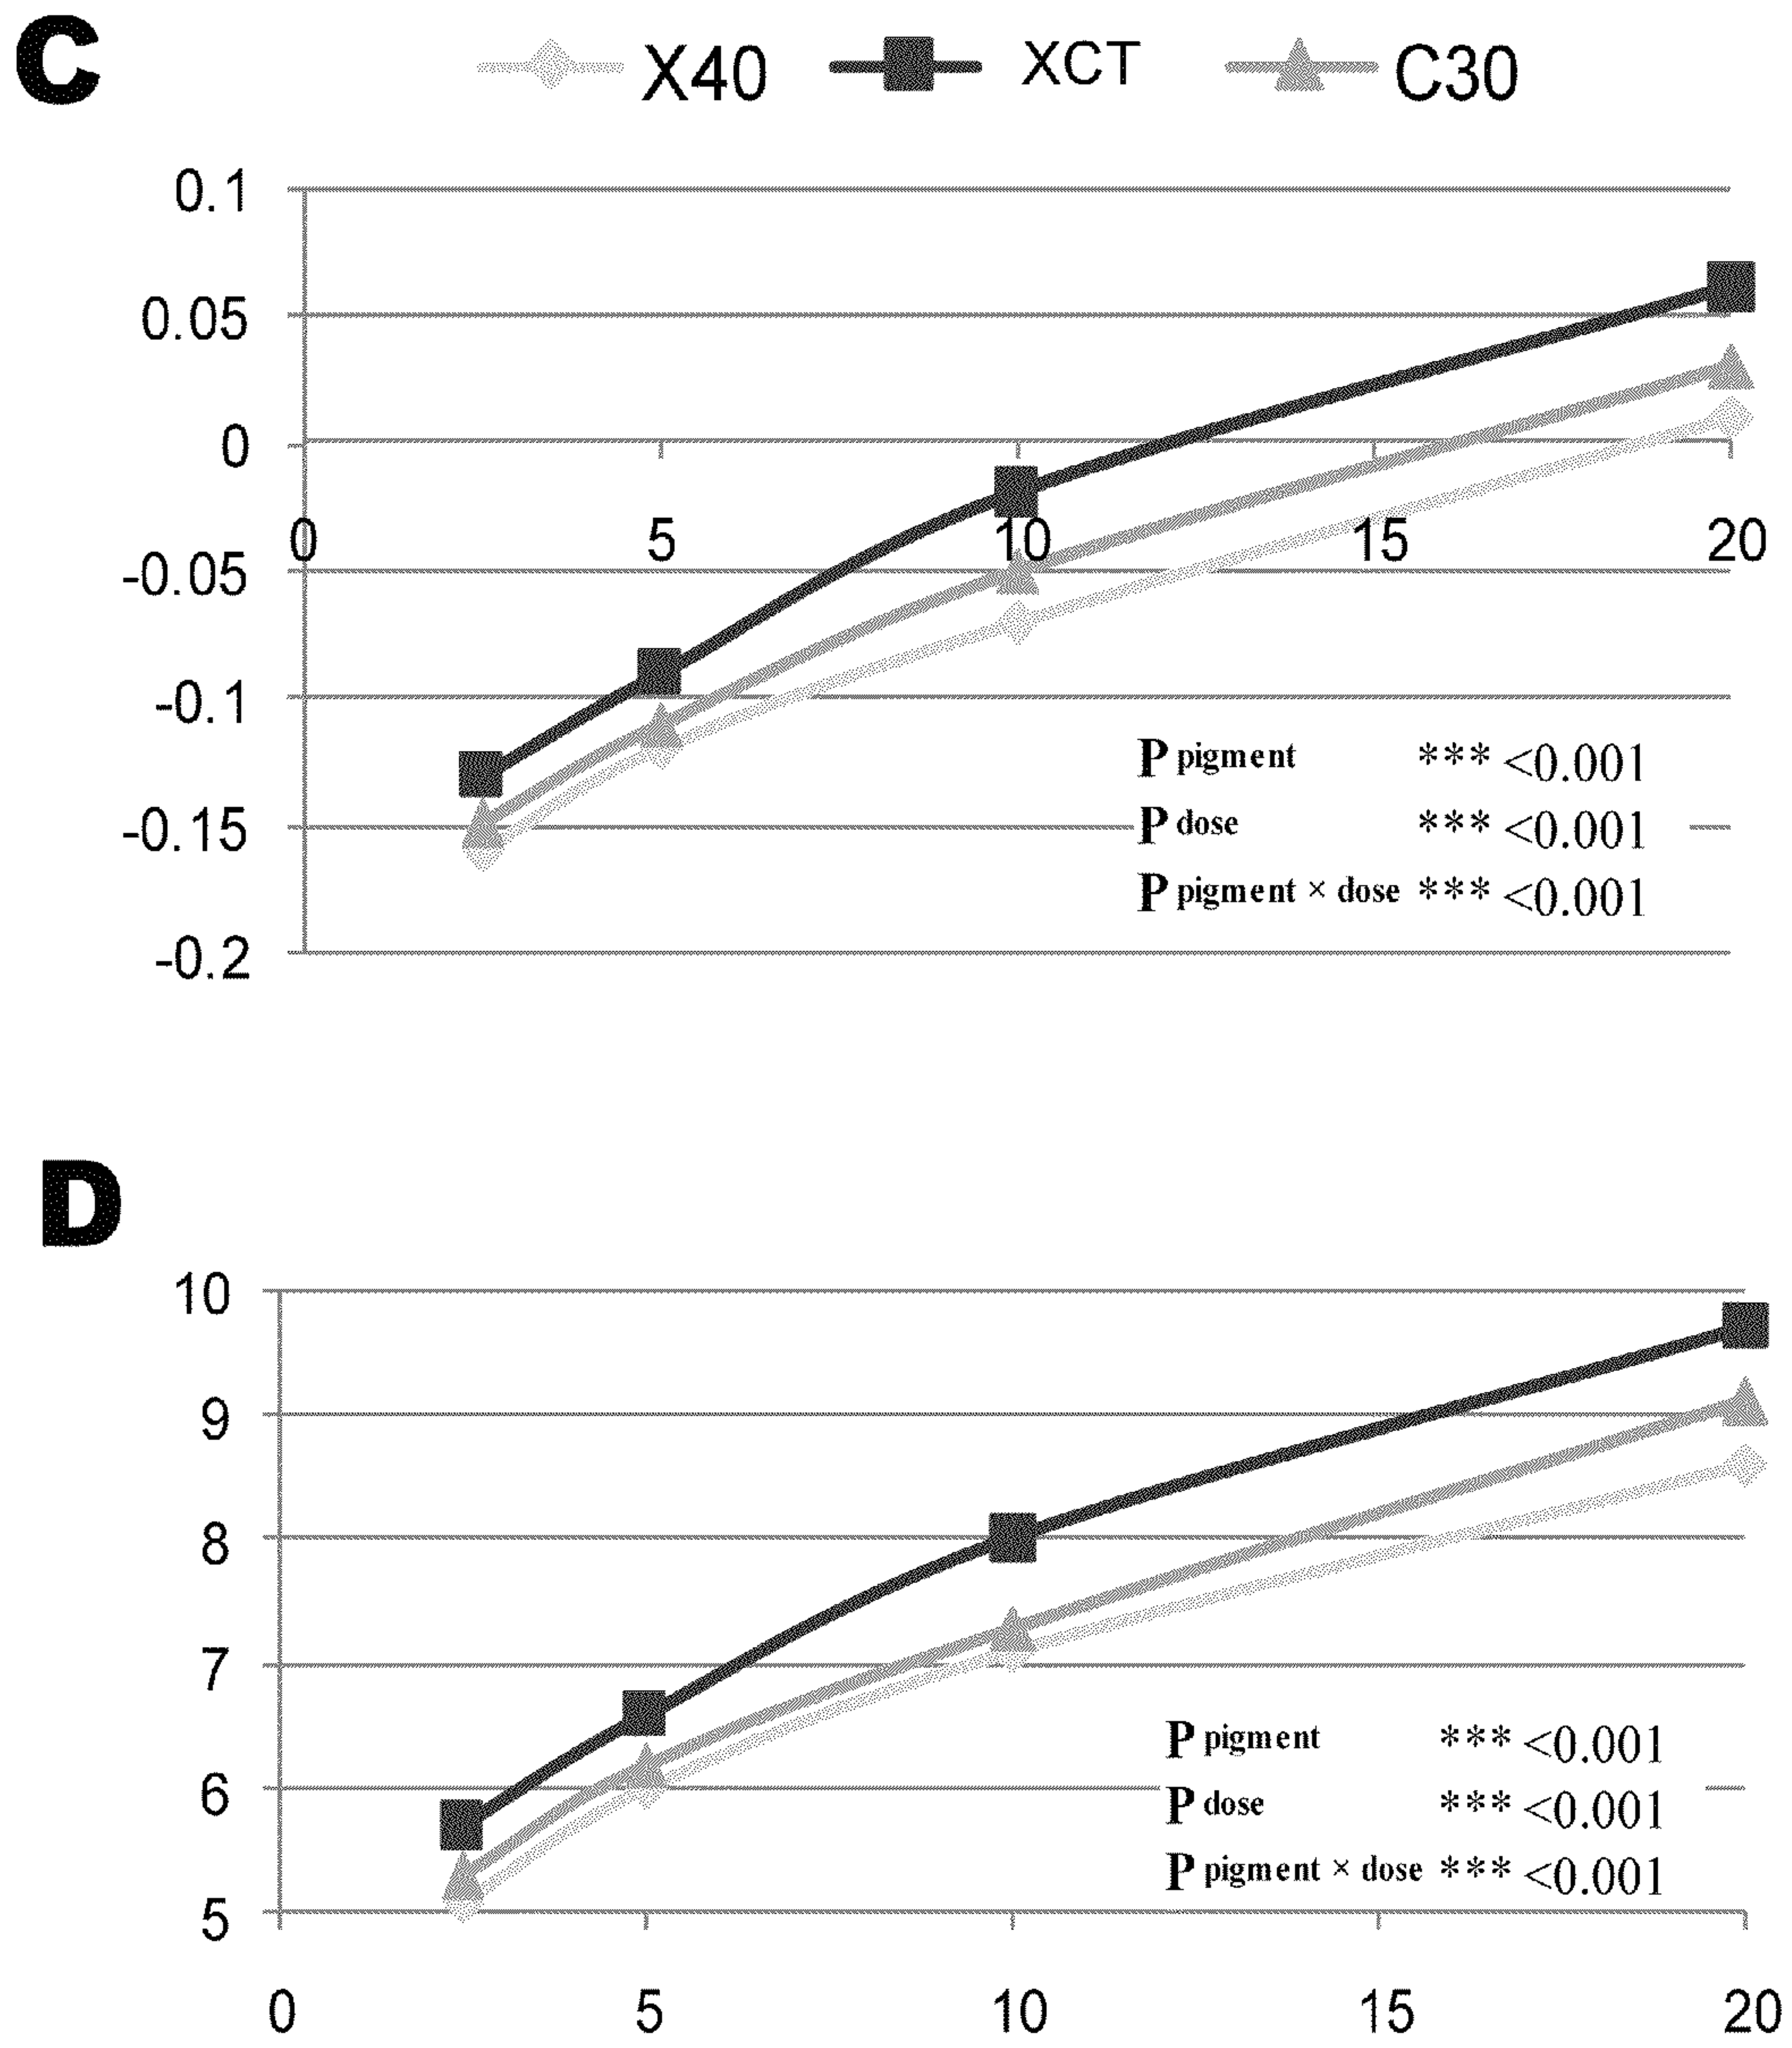 C
X40 XCT C30
0.1
0.05
0
0 5 10 15 20
-0.05
-0.1
P pigment *** <0.001
-0.15
P dose *** <0.001
P pigment × dose *** <0.001
-0.2
D
10
9
8
7
P pigment *** <0.001
6
P dose *** <0.001
P pigment × dose *** <0.001
5
0 5 10 15 20